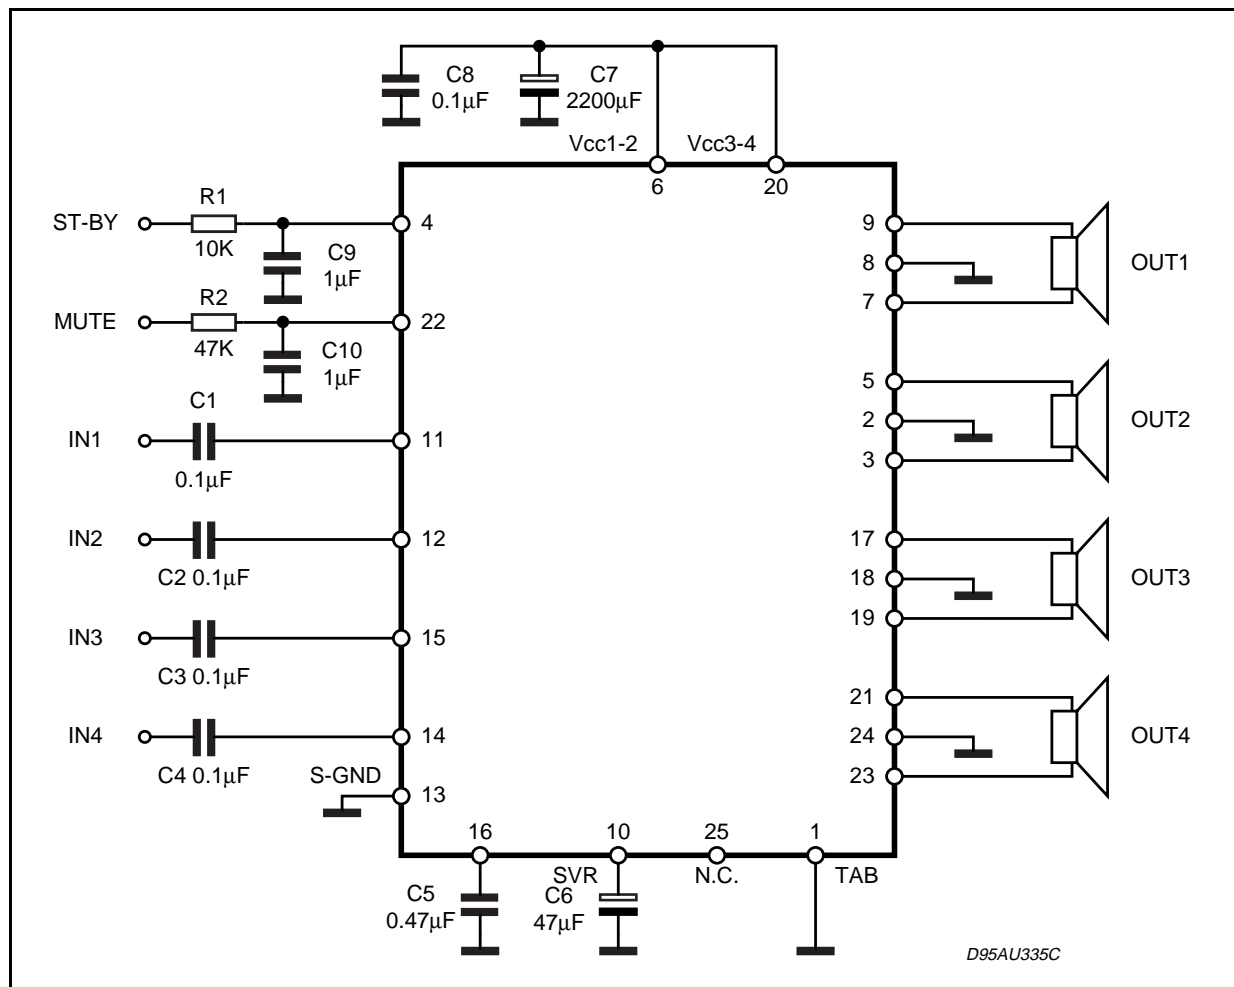 C8
0.1µF
C7
2200µF
Vcc1-2
Vcc3-4
6
20
ST-BY
R1
10K
4
C9
1µF
MUTE
R2
47K
22
C10
1µF
IN1
C1
0.1µF
11
IN2
C2 0.1µF
12
IN3
C3 0.1µF
15
IN4
C4 0.1µF
14
S-GND
13
9
8
7
OUT1
5
2
3
OUT2
17
18
19
OUT3
21
24
23
OUT4
16
10
25
1
SVR
N.C.
TAB
C5
0.47µF
C6
47µF
D95AU335C